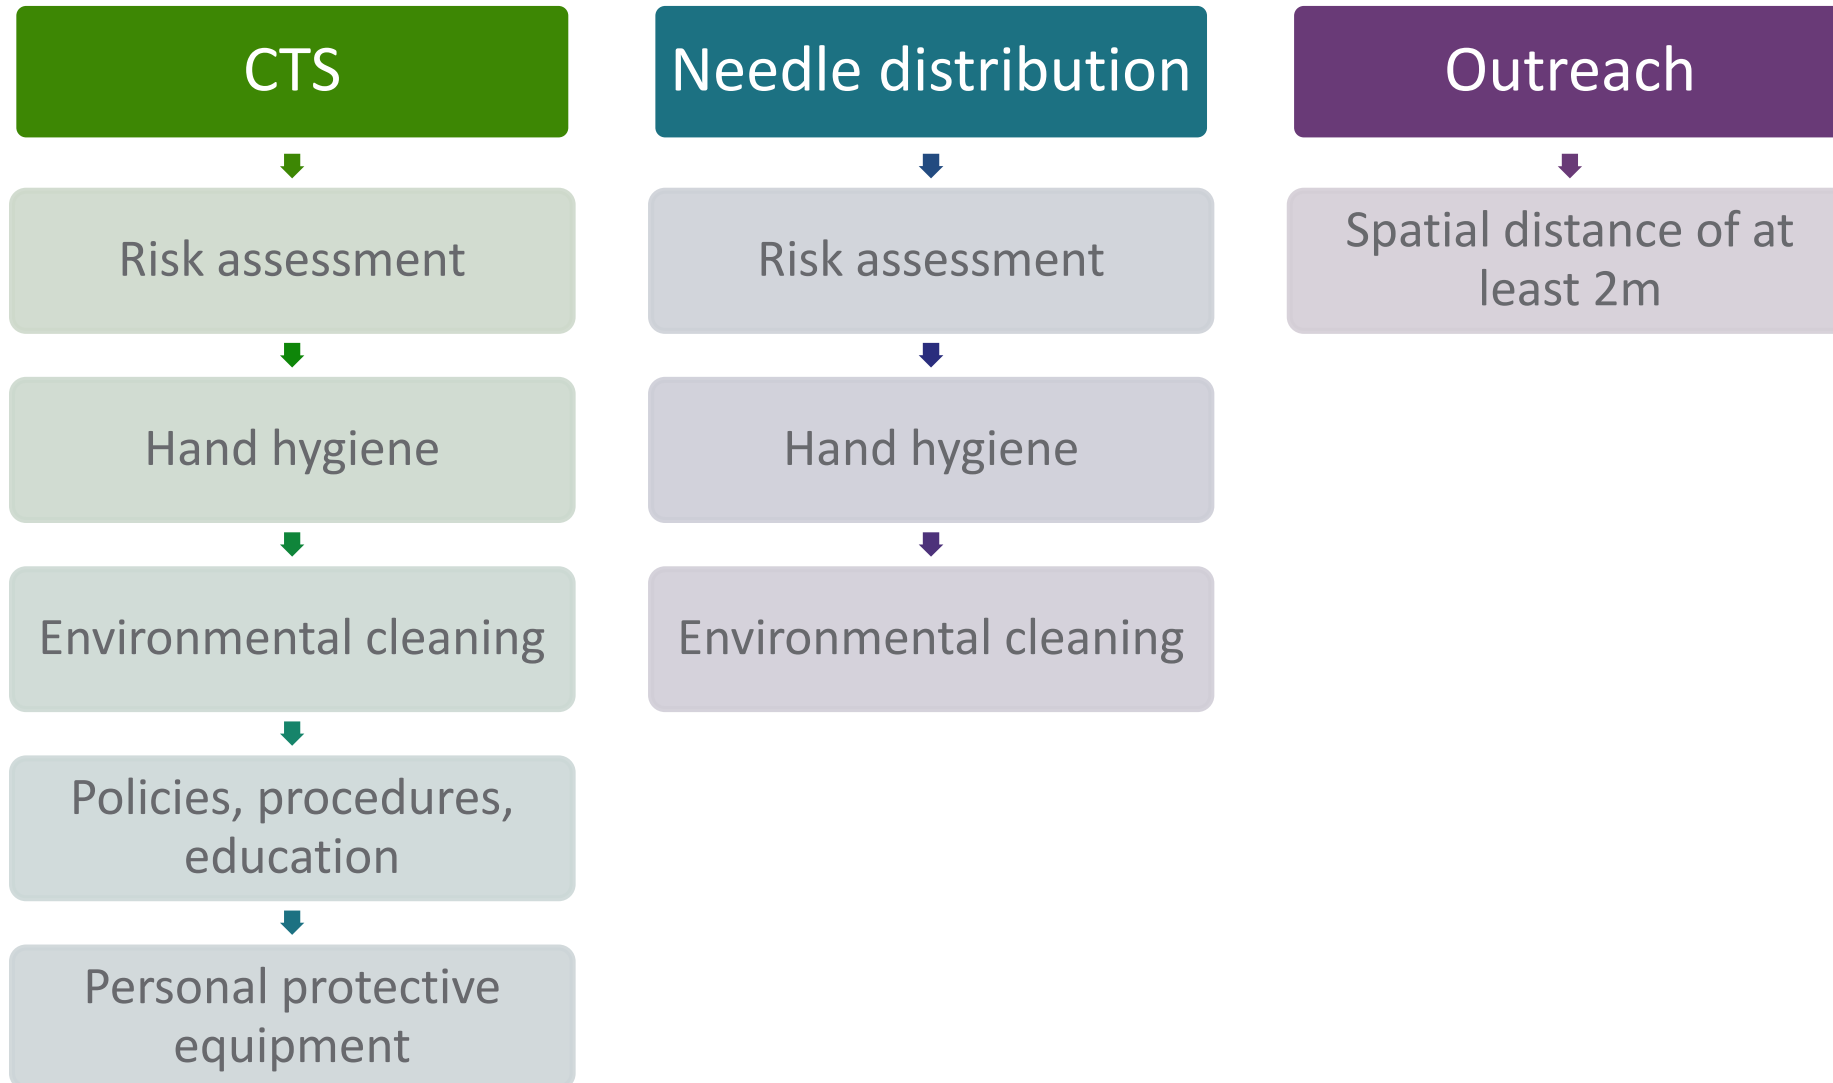 CTS
Risk assessment
Hand hygiene
Environmental cleaning
Policies, procedures,
education
Personal protective
equipment
Needle distribution
Risk assessment
Hand hygiene
Environmental cleaning
Outreach
Spatial distance of at
least 2m